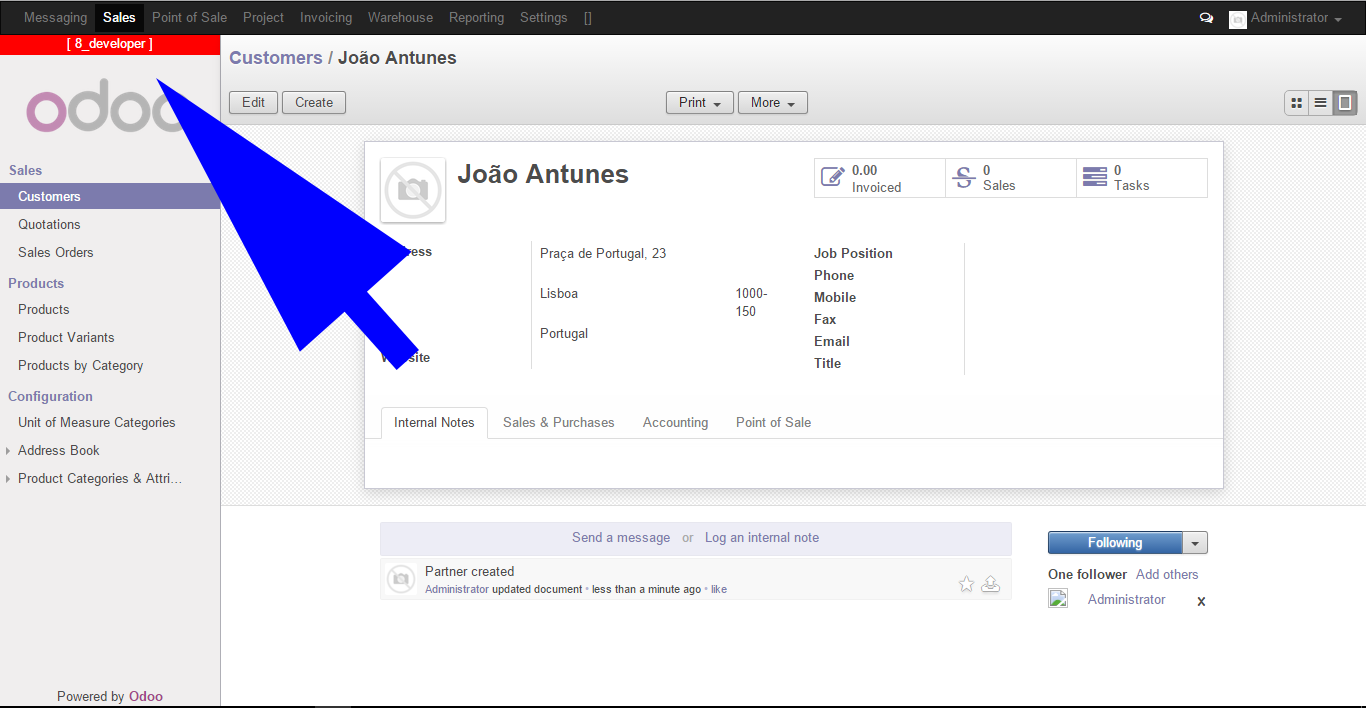 Messaging Sales Point of Sale Project Invoicing Warehouse Reporting Settings [] Administrator
[ 8_developer ]
Customers / João Antunes
Edit Create Print More
Sales
Customers
Quotations
Sales Orders
Products
Products
Product Variants
Products by Category
Configuration
Unit of Measure Categories
Address Book
Product Categories & Attri...
Powered by Odoo
João Antunes
0.00
Invoiced
0
Sales
0
Tasks
Praça de Portugal, 23
Lisboa 1000-
150
Portugal
Job Position
Phone
Mobile
Fax
Email
Title
Internal Notes Sales & Purchases Accounting Point of Sale
Send a message or Log an internal note
Partner created
Administrator updated document • less than a minute ago • like
Following
One follower Add others
Administrator x